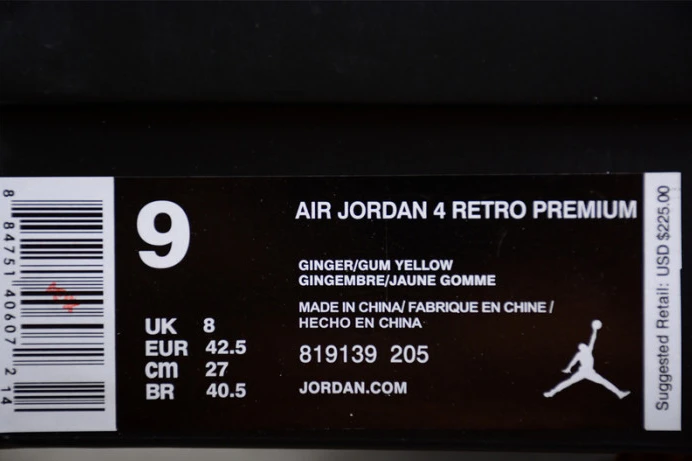 8 84751 40607 2 14
9
UK 8
EUR 42.5
cm 27
BR 40.5
AIR JORDAN 4 RETRO PREMIUM
GINGER/GUM YELLOW
GINGEMBRE/JAUNE GOMME
MADE IN CHINA/ FABRIQUE EN CHINE /
HECHO EN CHINA
819139 205
JORDAN.COM
Suggested Retail: USD $225.00